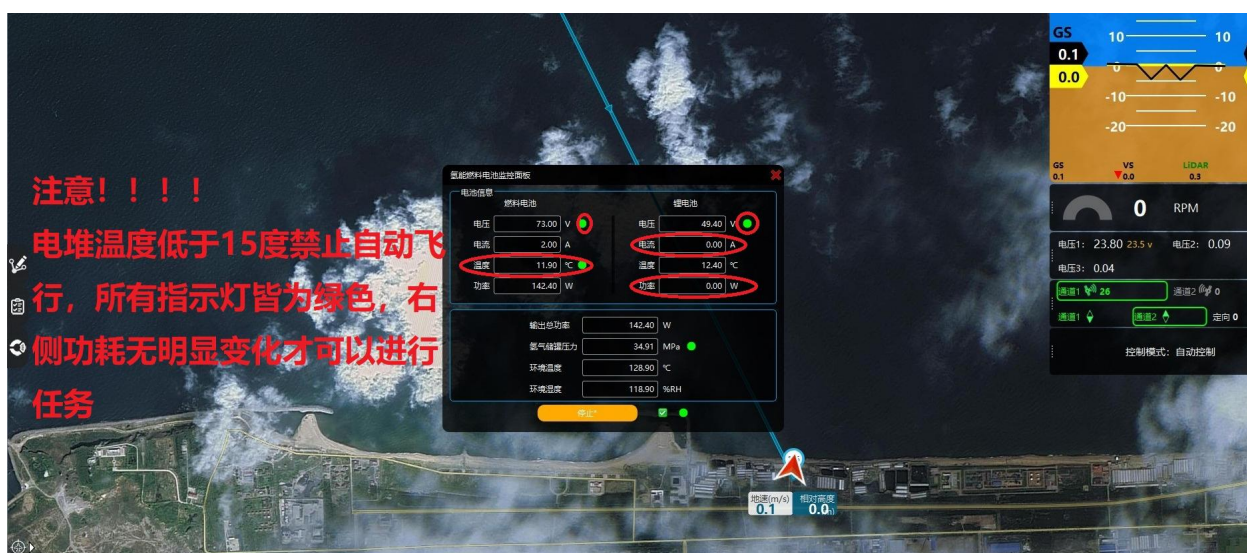 注意！！！！
电堆温度低于15度禁止自动飞
行，所有指示灯皆为绿色，右
侧功耗无明显变化才可以进行
任务
氢能燃料电池监控面板
电池信息
燃料电池 锂电池
电压 73.00 V 电压 49.40 V
电流 2.00 A 电流 0.00 A
温度 11.90 ℃ 温度 12.40 ℃
功率 142.40 W 功率 0.00 W
输出总功率 142.40 W
氢气储罐压力 34.91 MPa
环境温度 128.90 ℃
环境湿度 118.90 %RH
停止*
地速(m/s) 相对高度
0.1 0.0
GS 10 10
0.1
0.0 0 0
-10 -10
-20 -20
GS VS LiDAR
0.1 0.0 0.3
0 RPM
电压1: 23.80 23.5 v 电压2: 0.09
电压3: 0.04
通道1 26 通道2 0
通道1 通道2 定向 0
控制模式: 自动控制